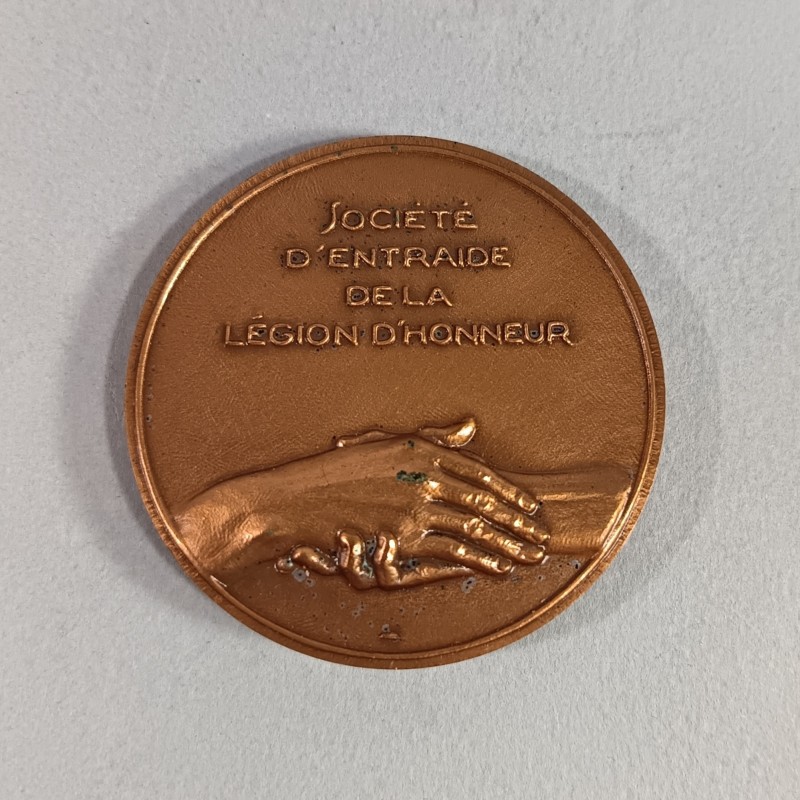 SOCIÉTÉ
D'ENTRAIDE
DE LA
LÉGION D'HONNEUR